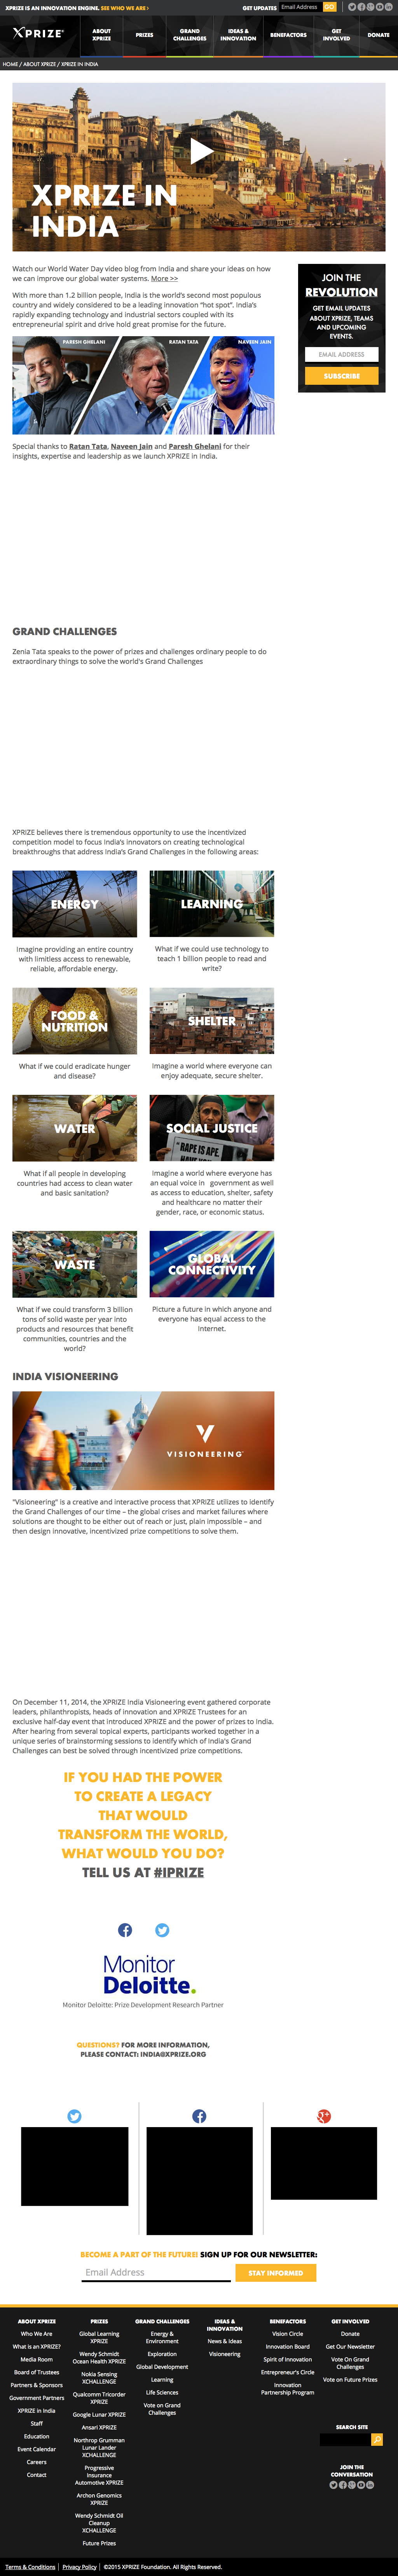 XPRIZE IS AN INNOVATION ENGINE. SEE WHO WE ARE >
GET UPDATES Email Address GO
XPRIZE
ABOUT XPRIZE
PRIZES
GRAND CHALLENGES
IDEAS & INNOVATION
BENEFACTORS
GET INVOLVED
DONATE
HOME / ABOUT XPRIZE / XPRIZE IN INDIA
XPRIZE IN
INDIA
Watch our World Water Day video blog from India and share your ideas on how
we can improve our global water systems. More >>
With more than 1.2 billion people, India is the world's second most populous
country and widely considered to be a leading innovation "hot spot". India's
rapidly expanding technology and industrial sectors coupled with its
entrepreneurial spirit and drive hold great promise for the future.
JOIN THE
REVOLUTION
GET EMAIL UPDATES
ABOUT XPRIZE, TEAMS
AND UPCOMING
EVENTS.
EMAIL ADDRESS
SUBSCRIBE
PARESH GHELANI
RATAN TATA
NAVEEN JAIN
Special thanks to Ratan Tata, Naveen Jain and Paresh Ghelani for their
insights, expertise and leadership as we launch XPRIZE in India.
GRAND CHALLENGES
Zenia Tata speaks to the power of prizes and challenges ordinary people to do
extraordinary things to solve the world's Grand Challenges
XPRIZE believes there is tremendous opportunity to use the incentivized
competition model to focus India's innovators on creating technological
breakthroughs that address India's Grand Challenges in the following areas:
ENERGY
Imagine providing an entire country
with limitless access to renewable,
reliable, affordable energy.
LEARNING
What if we could use technology to
teach 1 billion people to read and
write?
FOOD &
NUTRITION
What if we could eradicate hunger
and disease?
SHELTER
Imagine a world where everyone can
enjoy adequate, secure shelter.
WATER
What if all people in developing
countries had access to clean water
and basic sanitation?
SOCIAL JUSTICE
RAPE IS
Imagine a world where everyone has
an equal voice in government as well
as access to education, shelter, safety
and healthcare no matter their
gender, race, or economic status.
WASTE
What if we could transform 3 billion
tons of solid waste per year into
products and resources that benefit
communities, countries and the
world?
GLOBAL
CONNECTIVITY
Picture a future in which anyone and
everyone has equal access to the
Internet.
INDIA VISIONEERING
VISIONEERING
"Visioneering" is a creative and interactive process that XPRIZE utilizes to identify
the Grand Challenges of our time – the global crises and market failures where
solutions are thought to be either out of reach or just, plain impossible – and
then design innovative, incentivized prize competitions to solve them.
On December 11, 2014, the XPRIZE India Visioneering event gathered corporate
leaders, philanthropists, heads of innovation and XPRIZE Trustees for an
exclusive half-day event that introduced XPRIZE and the power of prizes to India.
After hearing from several topical experts, participants worked together in a
unique series of brainstorming sessions to identify which of India's Grand
Challenges can best be solved through incentivized prize competitions.
IF YOU HAD THE POWER
TO CREATE A LEGACY
THAT WOULD
TRANSFORM THE WORLD,
WHAT WOULD YOU DO?
TELL US AT #IPRIZE
Monitor
Deloitte.
Monitor Deloitte: Prize Development Research Partner
QUESTIONS? FOR MORE INFORMATION,
PLEASE CONTACT: INDIA@XPRIZE.ORG
BECOME A PART OF THE FUTURE! SIGN UP FOR OUR NEWSLETTER:
Email Address
STAY INFORMED
ABOUT XPRIZE
Who We Are
What is an XPRIZE?
Media Room
Board of Trustees
Partners & Sponsors
Government Partners
XPRIZE in India
Staff
Education
Event Calendar
Careers
Contact
PRIZES
Global Learning
XPRIZE
Wendy Schmidt
Ocean Health XPRIZE
Nokia Sensing
XCHALLENGE
Qualcomm Tricorder
XPRIZE
Google Lunar XPRIZE
Ansari XPRIZE
Northrop Grumman
Lunar Lander
XCHALLENGE
Progressive
Insurance
Automotive XPRIZE
Archon Genomics
XPRIZE
Wendy Schmidt Oil
Cleanup
XCHALLENGE
Future Prizes
GRAND CHALLENGES
Energy &
Environment
Exploration
Global Development
Learning
Life Sciences
Vote on Grand
Challenges
IDEAS &
INNOVATION
News & Ideas
Visioneering
BENEFACTORS
Vision Circle
Innovation Board
Spirit of Innovation
Entrepreneur's Circle
Innovation
Partnership Program
GET INVOLVED
Donate
Get Our Newsletter
Vote On Grand
Challenges
Vote on Future Prizes
SEARCH SITE
JOIN THE
CONVERSATION
Terms & Conditions | Privacy Policy | ©2015 XPRIZE Foundation. All Rights Reserved.